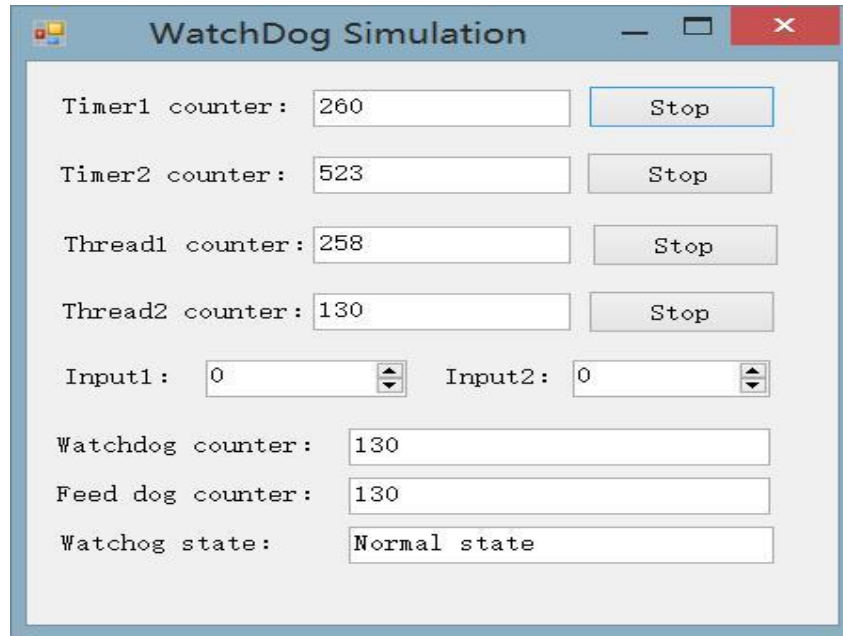 WatchDog Simulation
Timer1 counter: 260 Stop
Timer2 counter: 523 Stop
Thread1 counter: 258 Stop
Thread2 counter: 130 Stop
Input1: 0 Input2: 0
Watchdog counter: 130
Feed dog counter: 130
Watchog state: Normal state